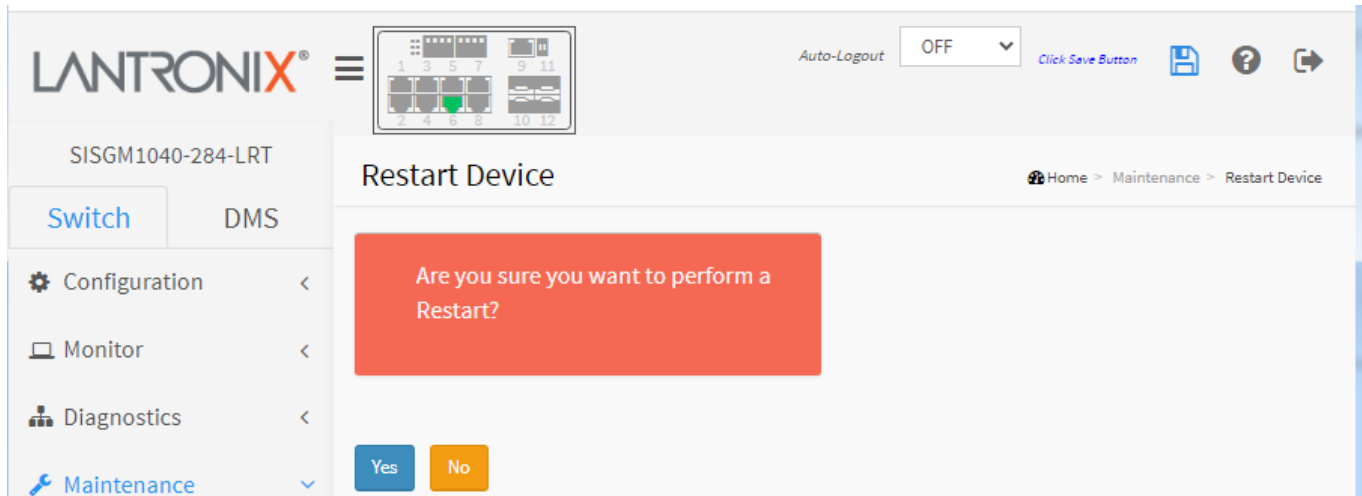 LANTRONIX®
1 3 5 7 9 11
2 4 6 8 10 12
Auto-Logout OFF Click Save Button
SISGM1040-284-LRT
Switch DMS
Configuration
Monitor
Diagnostics
Maintenance
Restart Device
Home > Maintenance > Restart Device
Are you sure you want to perform a
Restart?
Yes No